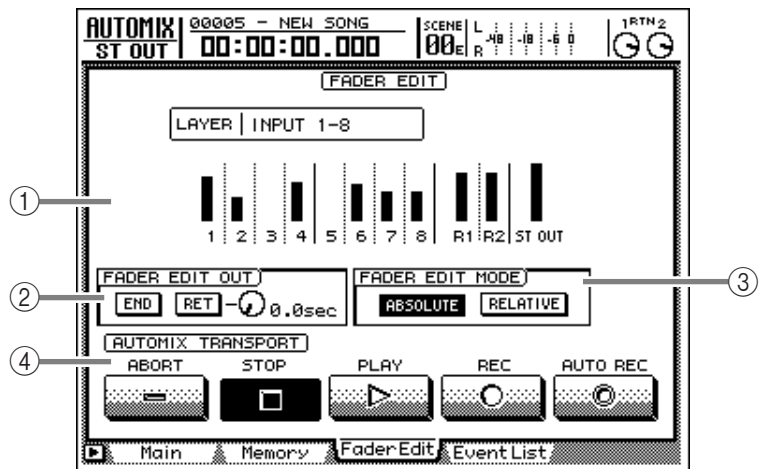 AUTOMIX 00005 - NEW SONG SCENE L -48 -18 -6 0 1 RTN 2
ST OUT 00:00:00.000 00E R
FADER EDIT
LAYER INPUT 1-8
①
1 2 3 4 5 6 7 8 R1 R2 ST OUT
FADER EDIT OUT FADER EDIT MODE ③
② END RET 0.0sec ABSOLUTE RELATIVE
AUTOMIX TRANSPORT
④ ABORT STOP PLAY REC AUTO REC
Main Memory Fader Edit Event List